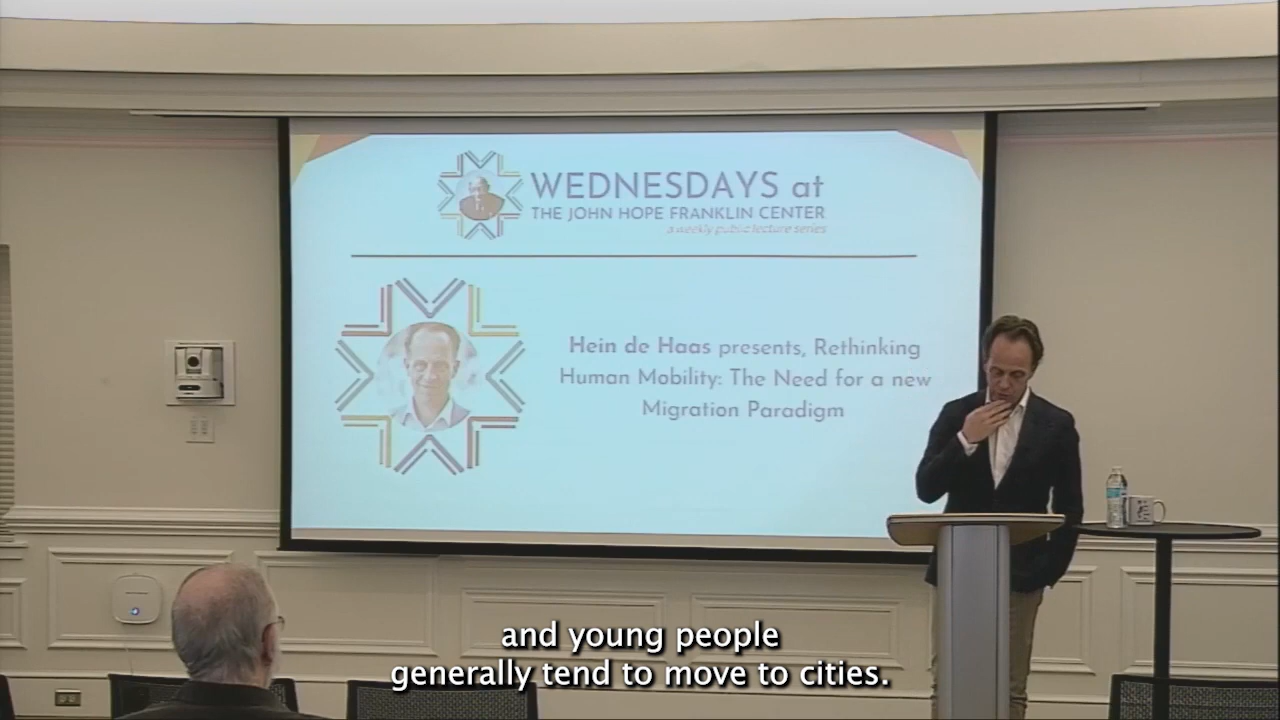 WEDNESDAYS at
THE JOHN HOPE FRANKLIN CENTER
a weekly public lecture series
Hein de Haas presents, Rethinking
Human Mobility: The Need for a new
Migration Paradigm
and young people
generally tend to move to cities.